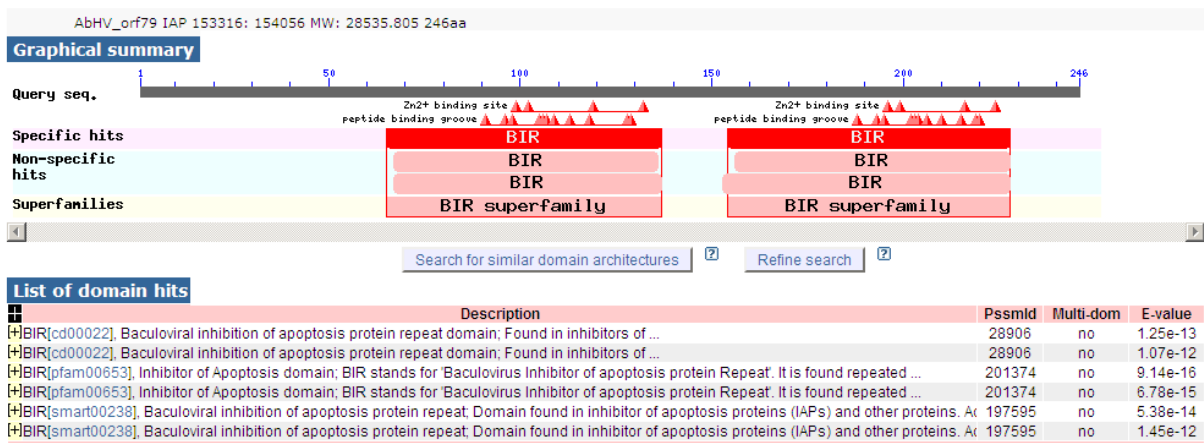 AbHV_orf79 IAP 153316: 154056 MW: 28535.805 246aa
Graphical summary
1 50 100 150 200 246
Query seq.
Zn2+ binding site Zn2+ binding site
peptide binding groove peptide binding groove
Specific hits BIR BIR
Non-specific BIR BIR
hits BIR BIR
Superfamilies BIR superfamily BIR superfamily
Search for similar domain architectures ? Refine search ?
List of domain hits
+ Description PssmId Multi-dom E-value
[+]BIR[cd00022], Baculoviral inhibition of apoptosis protein repeat domain; Found in inhibitors of ... 28906 no 1.25e-13
[+]BIR[cd00022], Baculoviral inhibition of apoptosis protein repeat domain; Found in inhibitors of ... 28906 no 1.07e-12
[+]BIR[pfam00653], Inhibitor of Apoptosis domain; BIR stands for 'Baculovirus Inhibitor of apoptosis protein Repeat'. It is found repeated ... 201374 no 9.14e-16
[+]BIR[pfam00653], Inhibitor of Apoptosis domain; BIR stands for 'Baculovirus Inhibitor of apoptosis protein Repeat'. It is found repeated ... 201374 no 6.78e-15
[+]BIR[smart00238], Baculoviral inhibition of apoptosis protein repeat; Domain found in inhibitor of apoptosis proteins (IAPs) and other proteins. 197595 no 5.38e-14
[+]BIR[smart00238], Baculoviral inhibition of apoptosis protein repeat; Domain found in inhibitor of apoptosis proteins (IAPs) and other proteins. 197595 no 1.45e-12